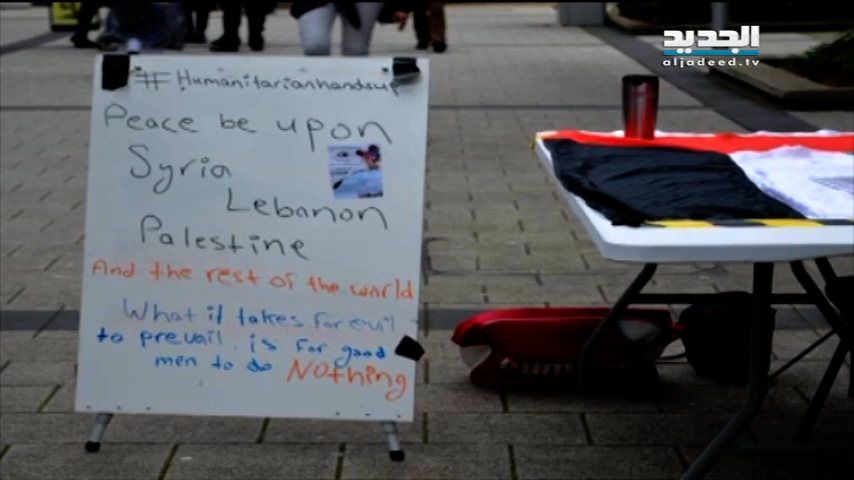 الجديد
aljadeed.tv
#Humanitarianhandsup
Peace be upon
Syria
Lebanon
Palestine
And the rest of the world
What it takes for evil
to prevail. is for good
men to do NOthing